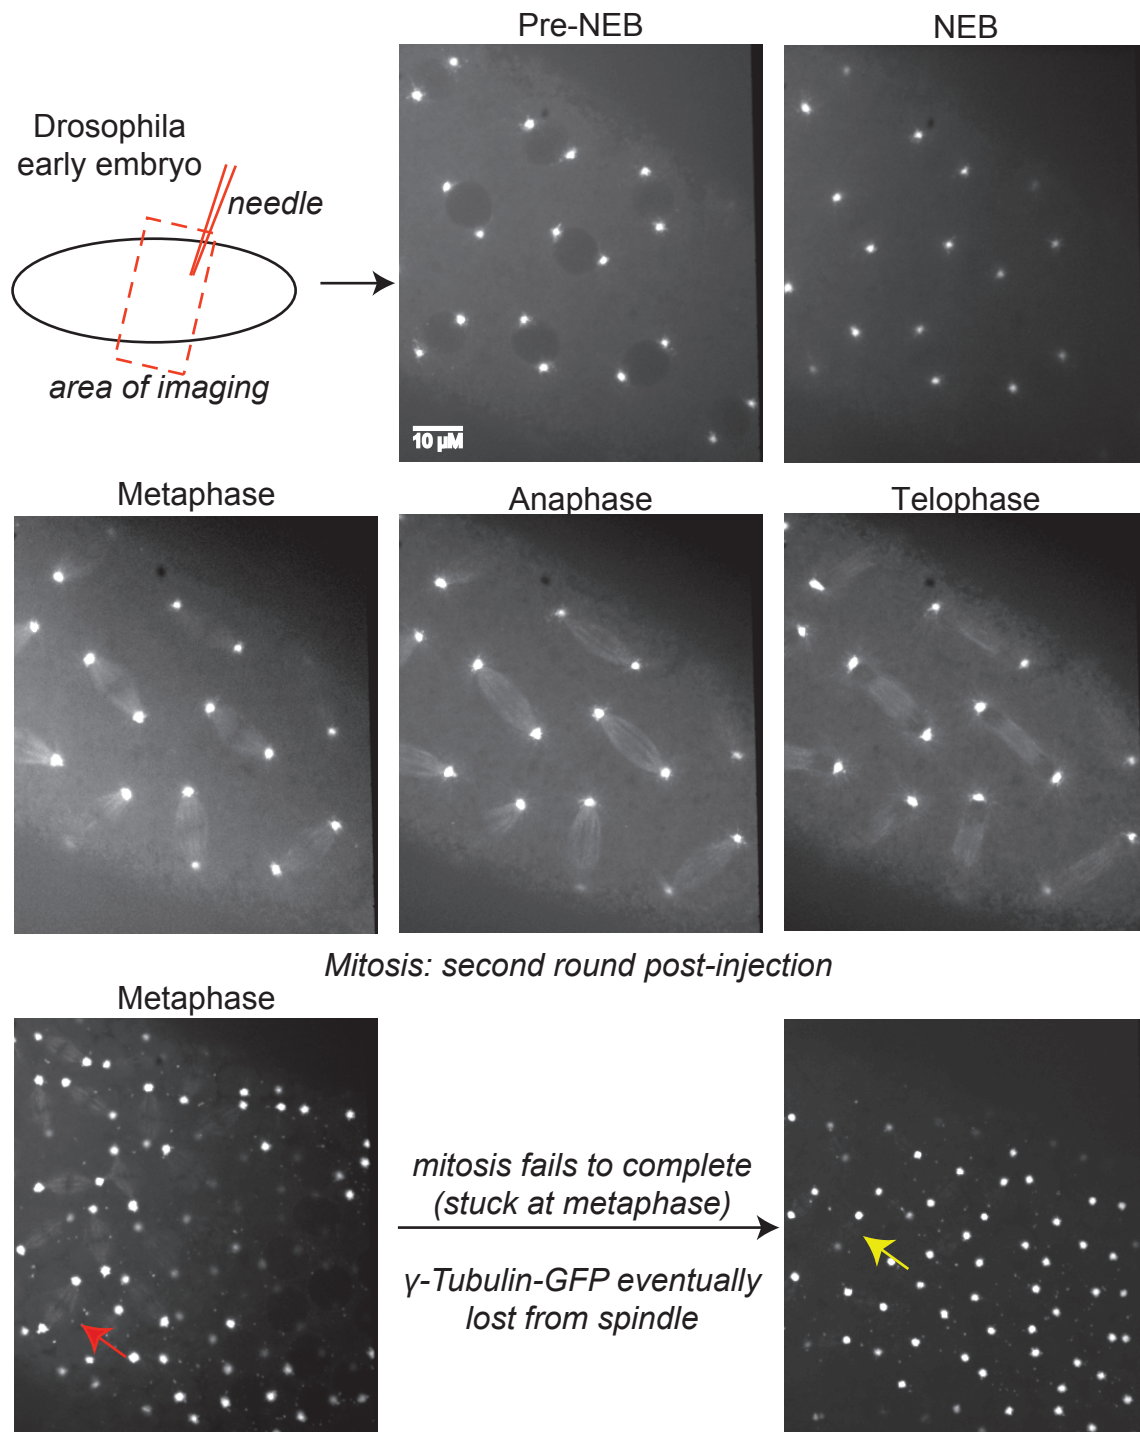 Pre-NEB
NEB
Drosophila
early embryo
needle
area of imaging
10 µM
Metaphase
Anaphase
Telophase
Mitosis: second round post-injection
Metaphase
mitosis fails to complete
(stuck at metaphase)
γ-Tubulin-GFP eventually
lost from spindle